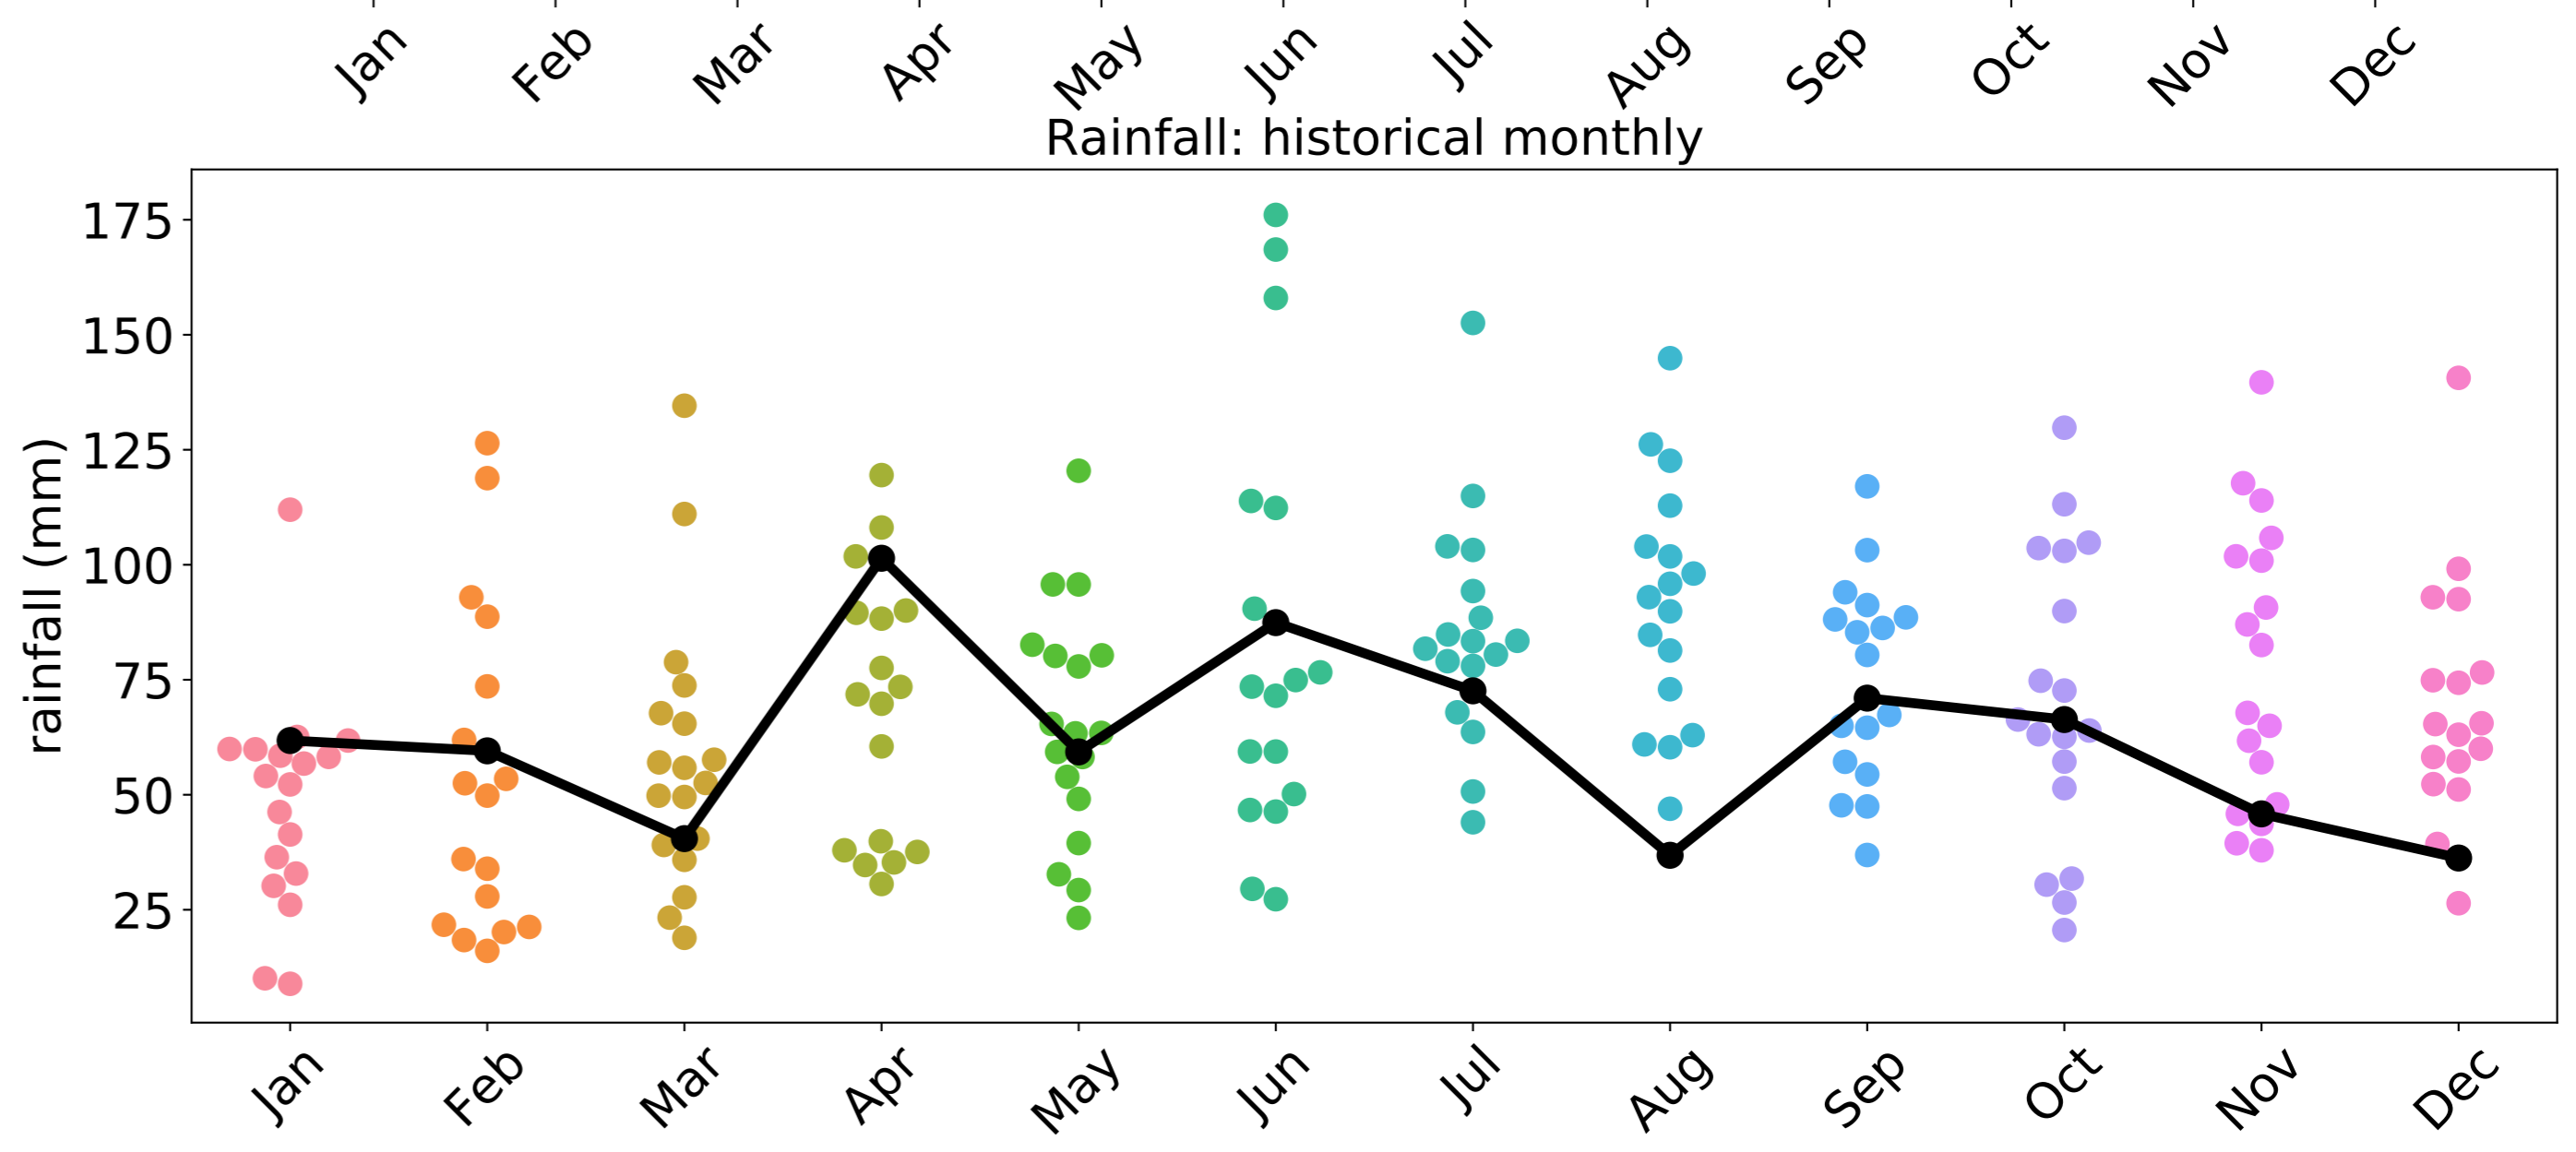 Jan Feb Mar Apr May Jun Jul Aug Sep Oct Nov Dec
Rainfall: historical monthly
175
150
125
100
75
50
25
rainfall (mm)
Jan Feb Mar Apr May Jun Jul Aug Sep Oct Nov Dec